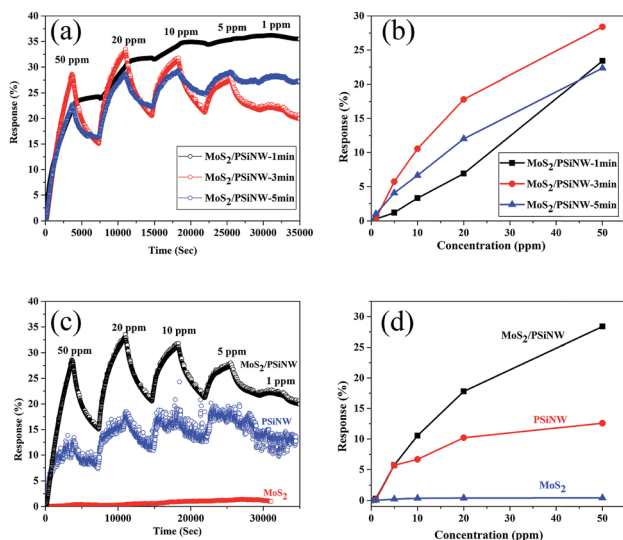 (a)
40
35
30
25
20
15
10
5
0
Response (%)
50 ppm
20 ppm
10 ppm
5 ppm
1 ppm
MoS2/PSiNW-1min
MoS2/PSiNW-3min
MoS2/PSiNW-5min
0 5000 10000 15000 20000 25000 30000 35000
Time (Sec)
(b)
30
25
20
15
10
5
0
Response (%)
MoS2/PSiNW-1min
MoS2/PSiNW-3min
MoS2/PSiNW-5min
0 10 20 30 40 50
Concentration (ppm)
(c)
40
35
30
25
20
15
10
5
0
Response (%)
50 ppm
20 ppm
10 ppm
5 ppm
1 ppm
MoS2/PSiNW
PSiNW
MoS2
0 10000 20000 30000
Time (Sec)
(d)
35
30
25
20
15
10
5
0
Response (%)
MoS2/PSiNW
PSiNW
MoS2
0 10 20 30 40 50
Concentration (ppm)